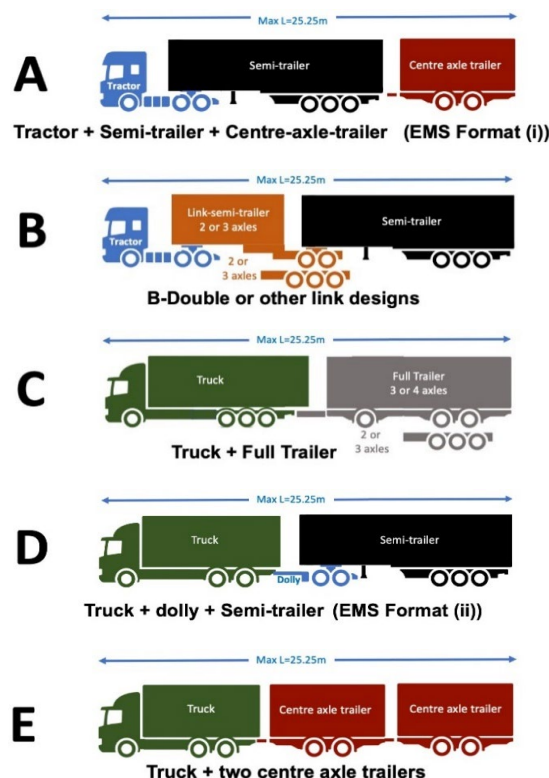 Max L=25.25m
A
Tractor
Semi-trailer
Centre axle trailer
Tractor + Semi-trailer + Centre-axle-trailer (EMS Format (i))
Max L=25.25m
B
Tractor
Link-semi-trailer
2 or 3 axles
Semi-trailer
2 or
3 axles
B-Double or other link designs
Max L=25.25m
C
Truck
Full Trailer
3 or 4 axles
2 or
3 axles
Truck + Full Trailer
Max L=25.25m
D
Truck
Semi-trailer
Dolly
Truck + dolly + Semi-trailer (EMS Format (ii))
Max L=25.25m
E
Truck
Centre axle trailer
Centre axle trailer
Truck + two centre axle trailers